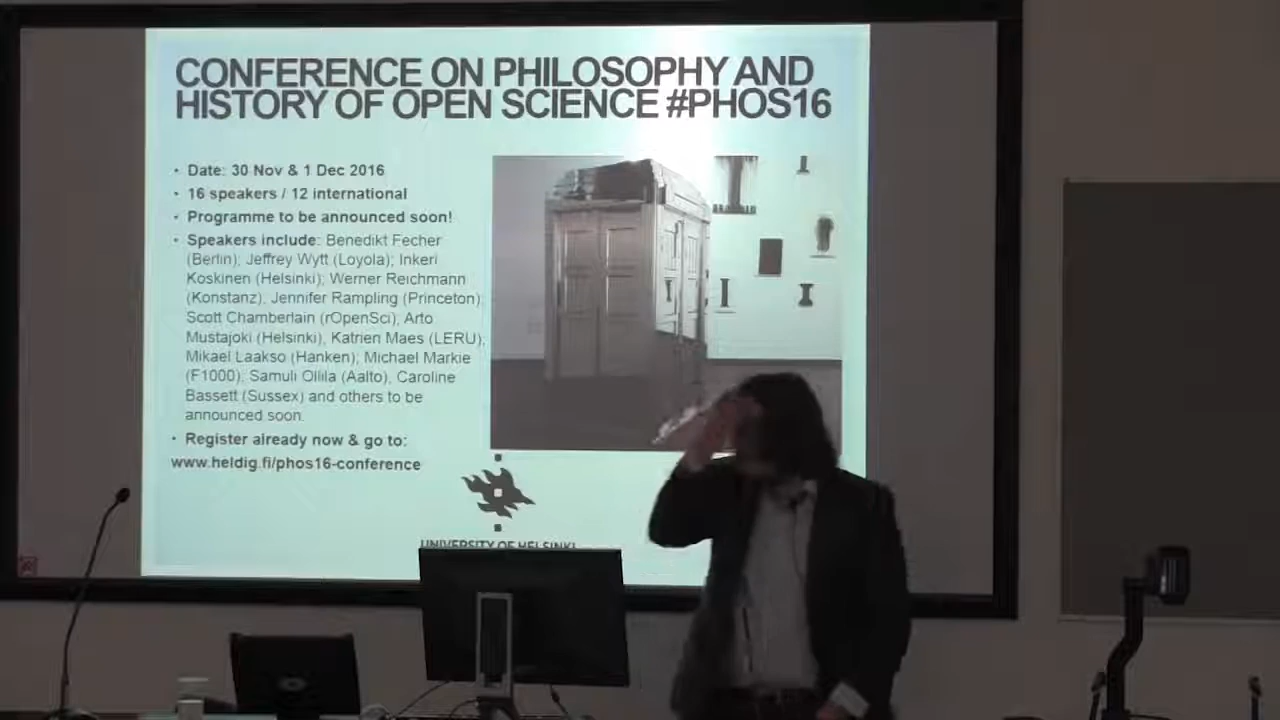 CONFERENCE ON PHILOSOPHY AND
HISTORY OF OPEN SCIENCE #PHOS16
• Date: 30 Nov & 1 Dec 2016
• 16 speakers / 12 international
• Programme to be announced soon!
• Speakers include: Benedikt Fecher
(Berlin); Jeffrey Wytt (Loyola); Inkeri
Koskinen (Helsinki); Werner Reichmann
(Konstanz), Jennifer Rampling (Princeton);
Scott Chamberlain (rOpenSci), Arto
Mustajoki (Helsinki), Katrien Maes (LERU),
Mikael Laakso (Hanken); Michael Markie
(F1000), Samuli Ollila (Aalto), Caroline
Bassett (Sussex) and others to be
announced soon.
• Register already now & go to:
www.heldig.fi/phos16-conference
UNIVERSITY OF HELSINKI